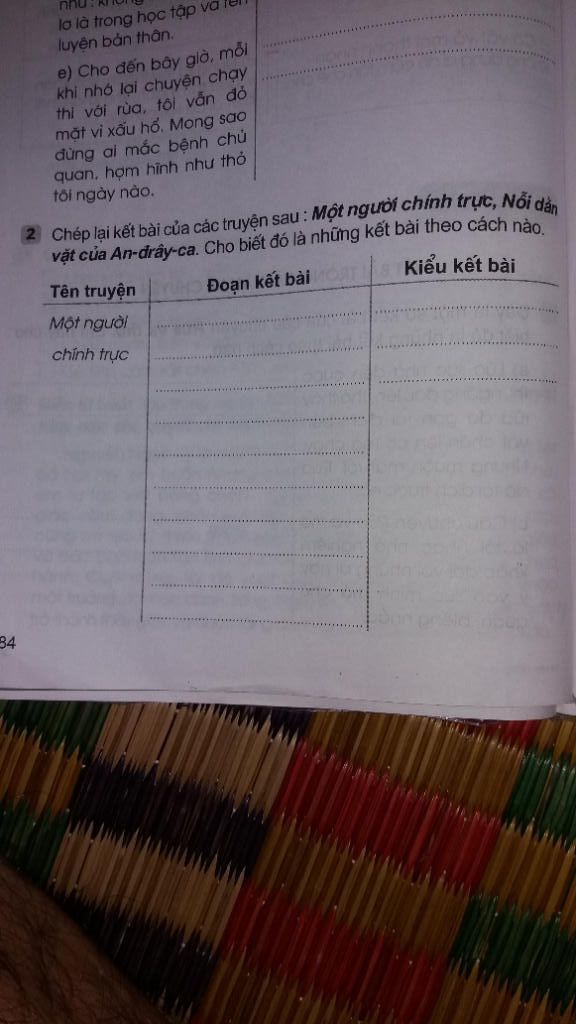 như: không
lơ là trong học tập và rèn
luyện bản thân.
e) Cho đến bây giờ, mỗi
khi nhớ lại chuyện chạy
thi với rùa, tôi vẫn đỏ
mặt vì xấu hổ. Mong sao
đừng ai mắc bệnh chủ
quan, hợm hĩnh như thỏ
tôi ngày nào.
2 Chép lại kết bài của các truyện sau : Một người chính trực, Nỗi dằn
vặt của An-đrây-ca. Cho biết đó là những kết bài theo cách nào.
Tên truyện Đoạn kết bài Kiểu kết bài
Một người
chính trực
84